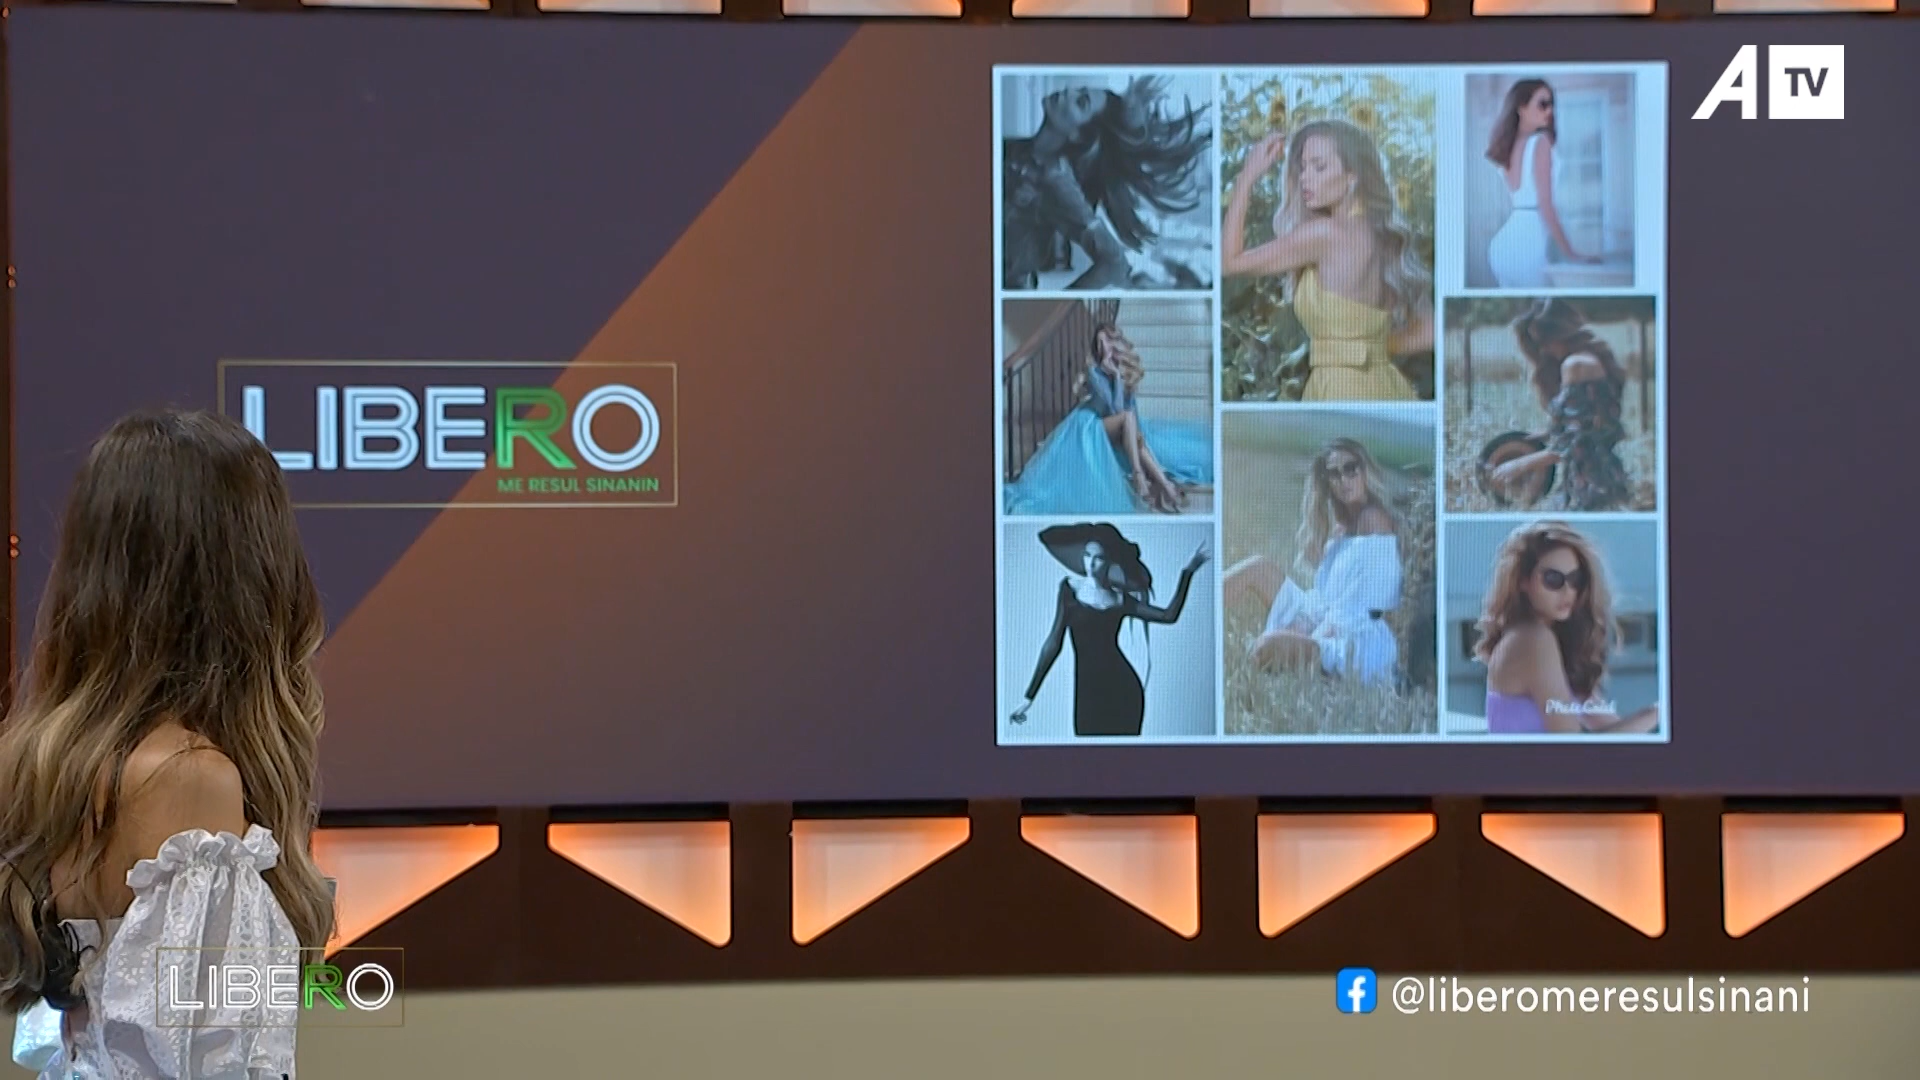 A TV
LIBERO
ME RESUL SINANIN
LIBERO
@liberomeresulsinani